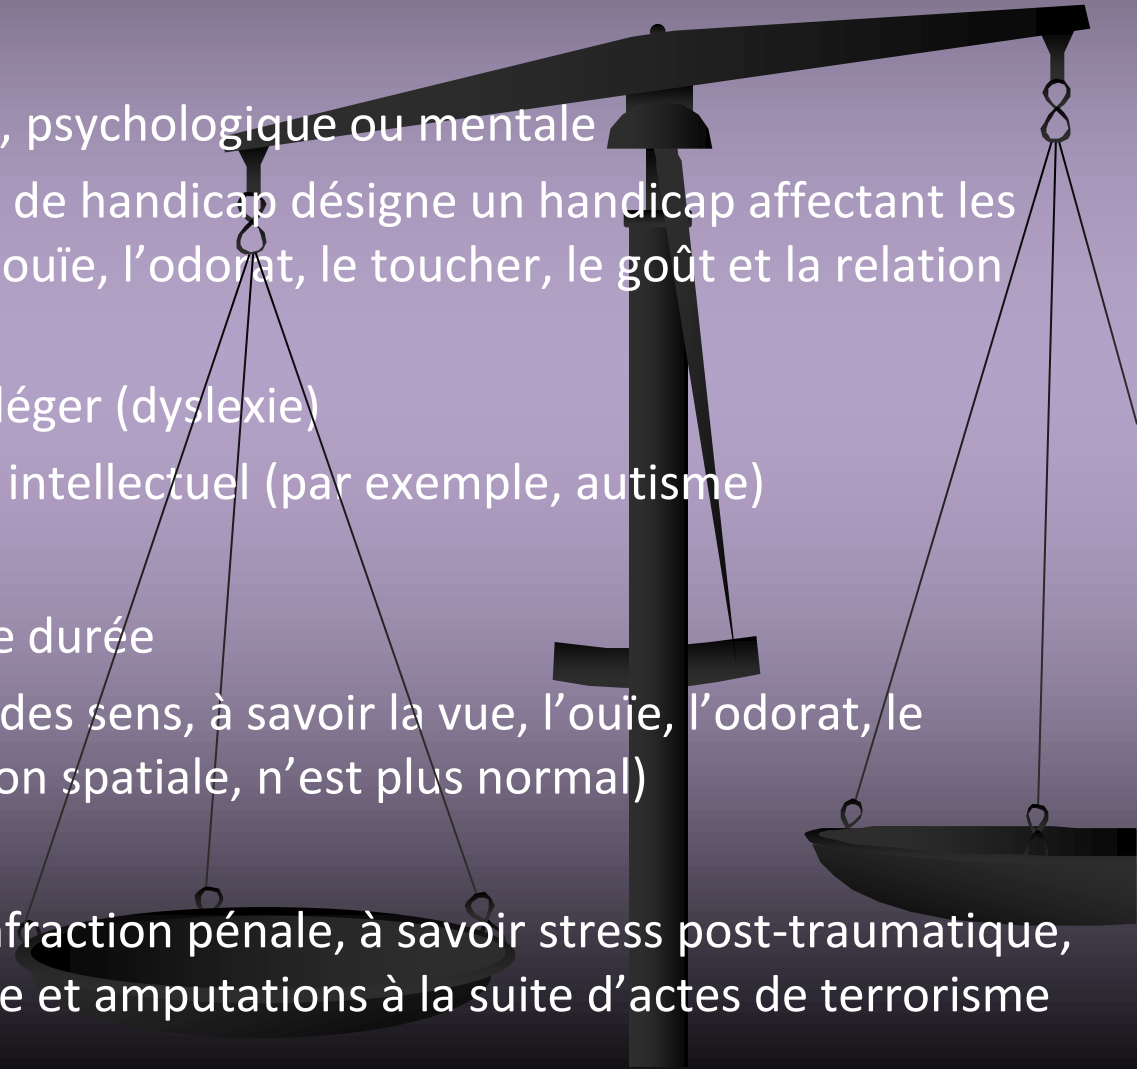 , psychologique ou mentale
de handicap désigne un handicap affectant les
ouïe, l’odorat, le toucher, le goût et la relation
léger (dyslexie)
intellectuel (par exemple, autisme)
e durée
des sens, à savoir la vue, l’ouïe, l’odorat, le
on spatiale, n’est plus normal)
fraction pénale, à savoir stress post-traumatique,
e et amputations à la suite d’actes de terrorisme